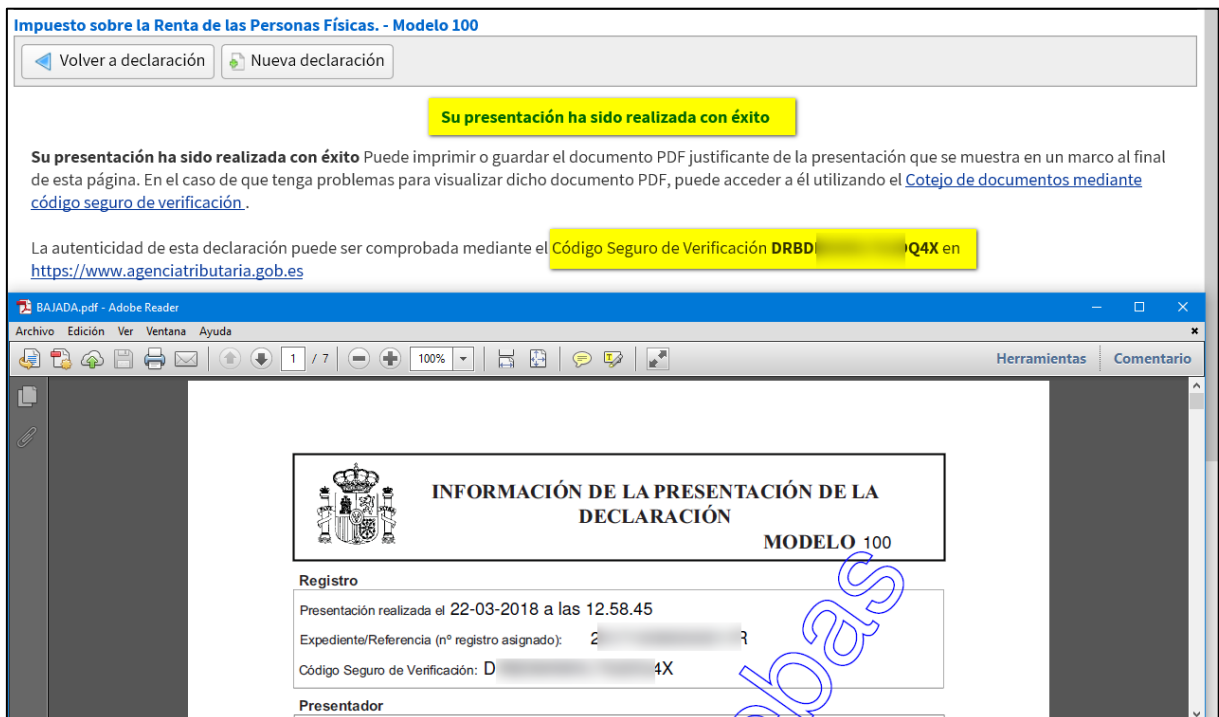 Impuesto sobre la Renta de las Personas Físicas. - Modelo 100
Volver a declaración Nueva declaración
Su presentación ha sido realizada con éxito
Su presentación ha sido realizada con éxito Puede imprimir o guardar el documento PDF justificante de la presentación que se muestra en un marco al final
de esta página. En el caso de que tenga problemas para visualizar dicho documento PDF, puede acceder a él utilizando el Cotejo de documentos mediante
código seguro de verificación .
La autenticidad de esta declaración puede ser comprobada mediante el Código Seguro de Verificación en
https://www.agenciatributaria.gob.es
BAJADA.pdf - Adobe Reader
Archivo Edición Ver Ventana Ayuda
1 / 7 100% Herramientas Comentario
INFORMACIÓN DE LA PRESENTACIÓN DE LA
DECLARACIÓN
MODELO 100
Registro
Presentación realizada el 22-03-2018 a las 12.58.45
Expediente/Referencia (nº registro asignado):
Código Seguro de Verificación:
Presentador